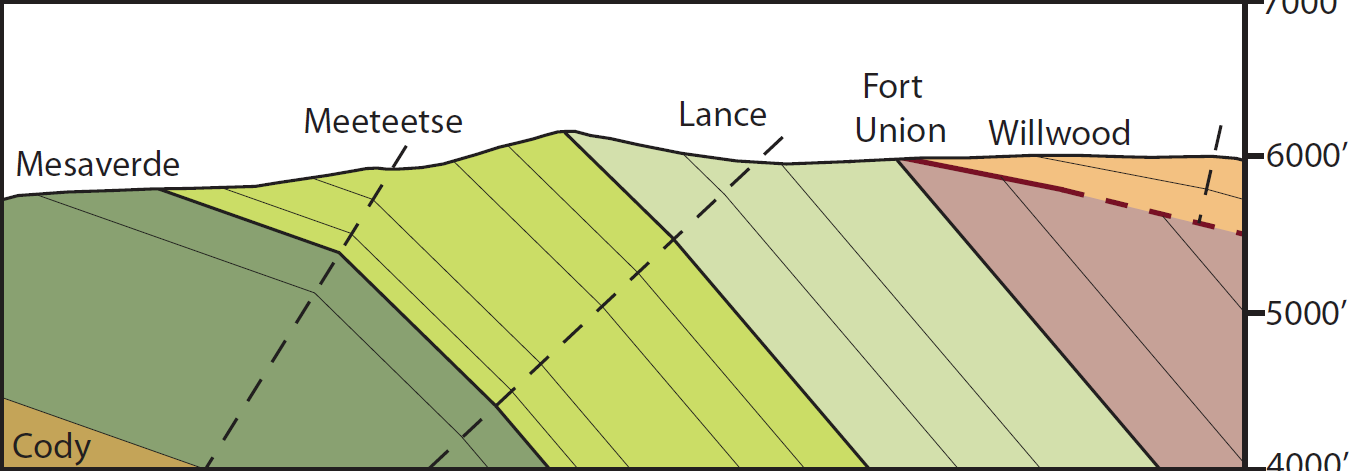 7000
Fort
Lance
Union
Meeteetse
Willwood
Mesaverde
6000′
5000′
Cody
4000′